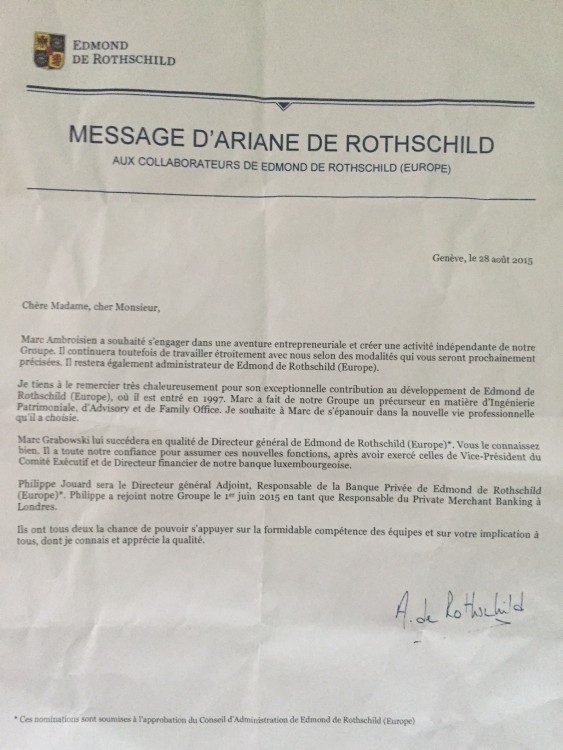 EDMOND
DE ROTHSCHILD
MESSAGE D'ARIANE DE ROTHSCHILD
AUX COLLABORATEURS DE EDMOND DE ROTHSCHILD (EUROPE)
Genève, le 28 août 2015
Chère Madame, cher Monsieur,
Marc Ambroisien a souhaité s'engager dans une aventure entrepreneuriale et créer une activité indépendante de notre
Groupe. Il continuera toutefois de travailler étroitement avec nous selon des modalités qui vous seront prochainement
précisées. Il restera également administrateur de Edmond de Rothschild (Europe).
Je tiens à le remercier très chaleureusement pour son exceptionnelle contribution au développement de Edmond de
Rothschild (Europe), où il est entré en 1997. Marc a fait de notre Groupe un précurseur en matière d'Ingénierie
Patrimoniale, d'Advisory et de Family Office. Je souhaite à Marc de s'épanouir dans la nouvelle vie professionnelle
qu'il a choisie.
Marc Grabowski lui succédera en qualité de Directeur général de Edmond de Rothschild (Europe)*. Vous le connaissez
bien. Il a toute notre confiance pour assumer ces nouvelles fonctions, après avoir exercé celles de Vice-Président du
Comité Exécutif et de Directeur financier de notre banque luxembourgeoise.
Philippe Jouard sera le Directeur général Adjoint, Responsable de la Banque Privée de Edmond de Rothschild
(Europe)*. Philippe a rejoint notre Groupe le 1er juin 2015 en tant que Responsable du Private Merchant Banking à
Londres.
Ils ont tous deux la chance de pouvoir s'appuyer sur la formidable compétence des équipes et sur votre implication à
tous, dont je connais et apprécie la qualité.
A. de Rothschild
* Ces nominations sont soumises à l'approbation du Conseil d'Administration de Edmond de Rothschild (Europe)